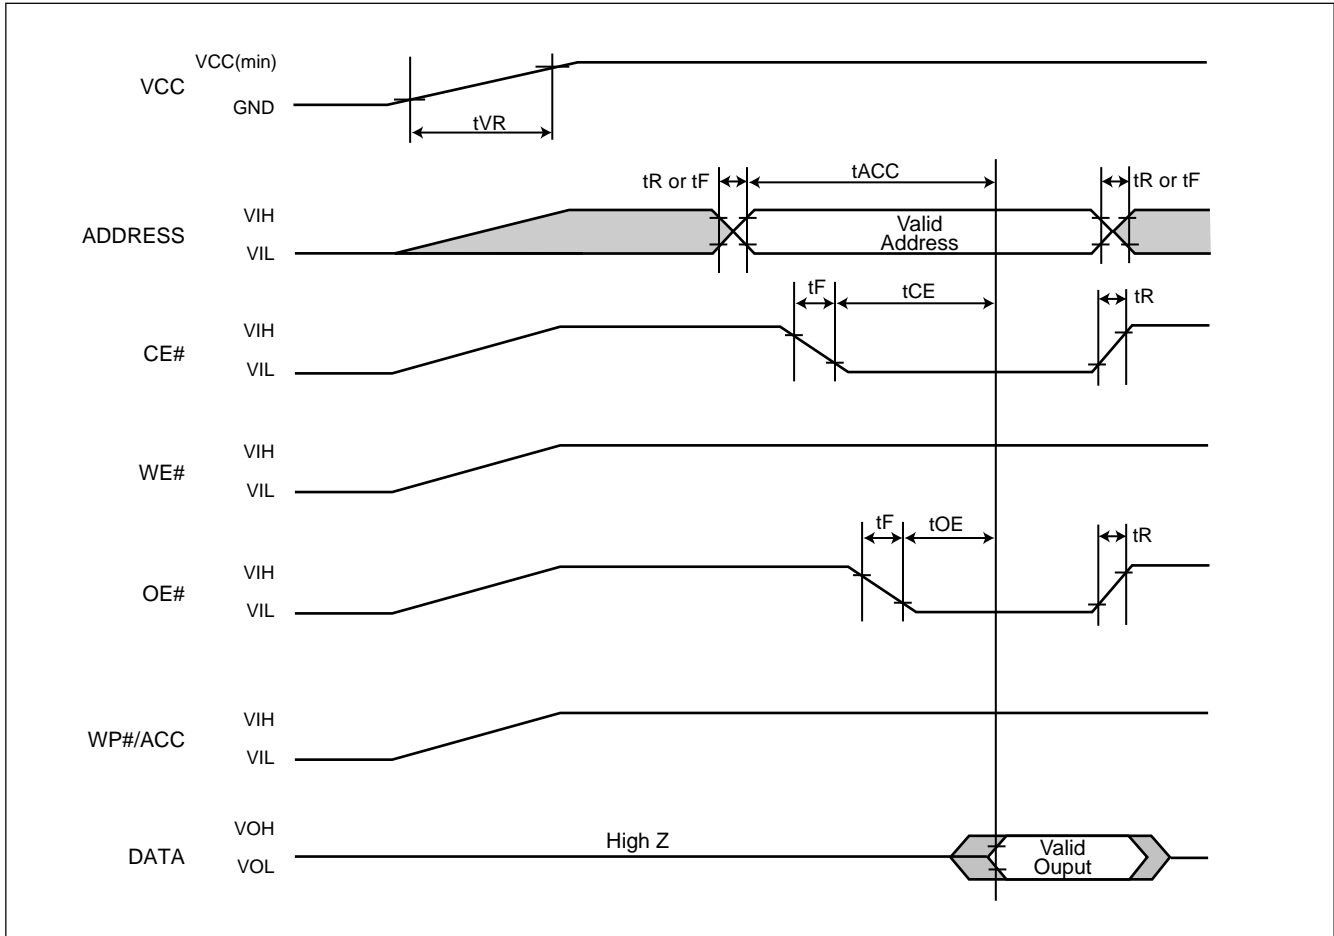 VCC(min)
VCC
GND
tVR
tR or tF
tACC
tR or tF
VIH
ADDRESS
VIL
Valid
Address
tF
tCE
tR
VIH
CE#
VIL
VIH
WE#
VIL
tF
tOE
tR
VIH
OE#
VIL
VIH
WP#/ACC
VIL
VOH
High Z
DATA
VOL
Valid
Ouput